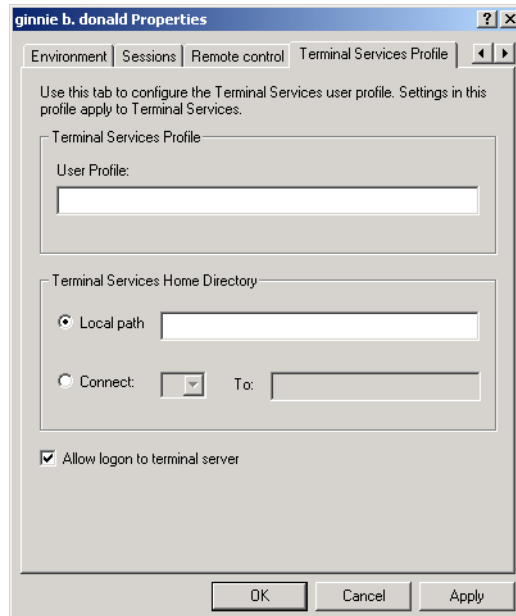 ginnie b. donald Properties
Environment Sessions Remote control Terminal Services Profile
Use this tab to configure the Terminal Services user profile. Settings in this
profile apply to Terminal Services.
Terminal Services Profile
User Profile:
Terminal Services Home Directory
Local path
Connect: To:
Allow logon to terminal server
OK Cancel Apply